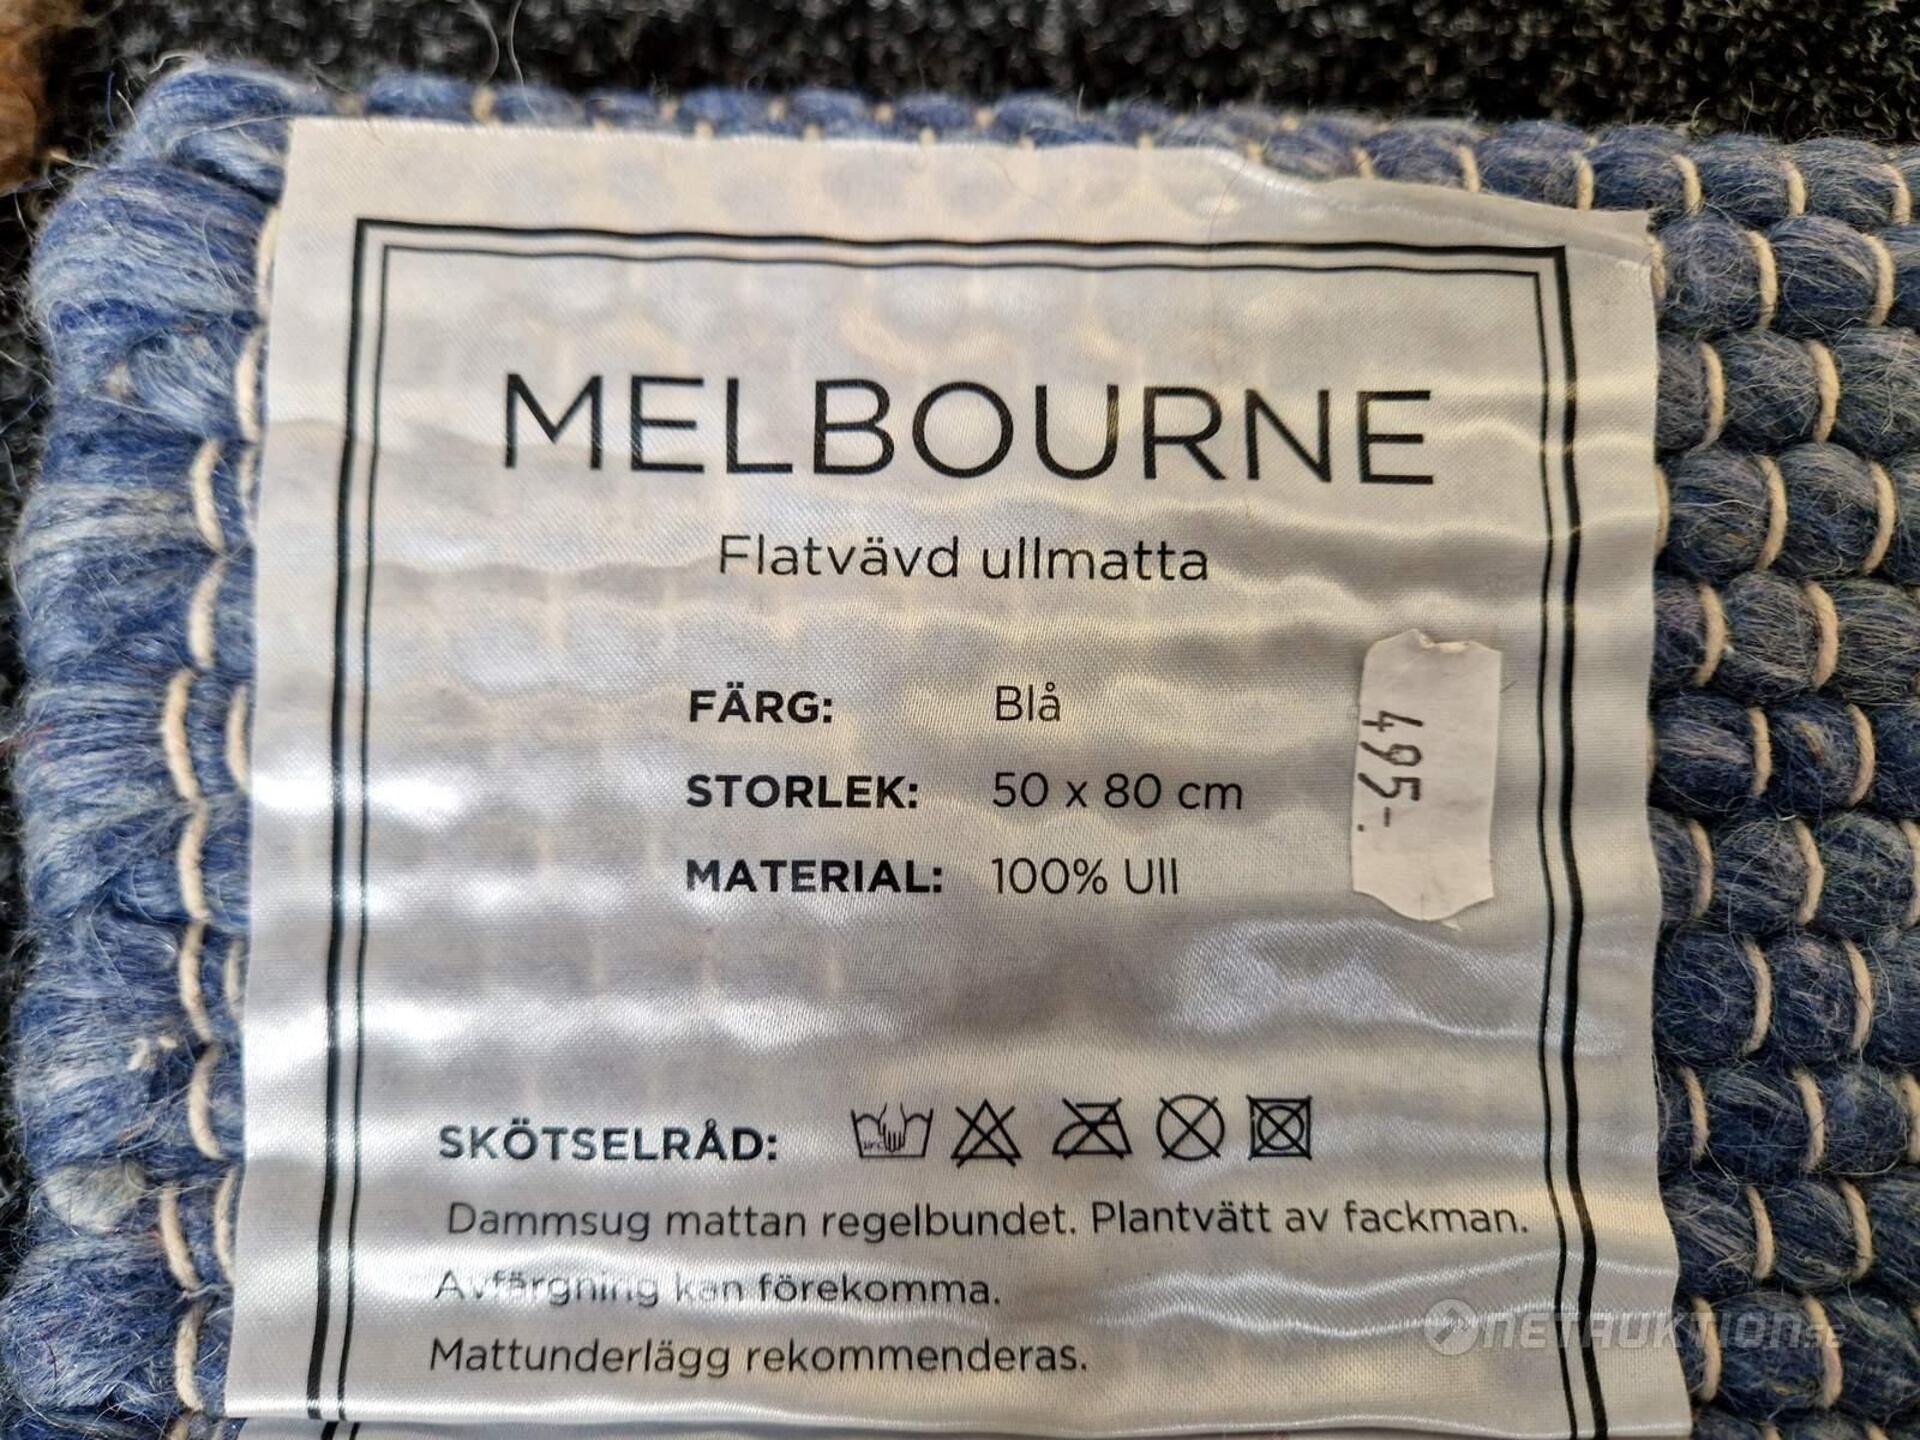 MELBOURNE
Flatvävd ullmatta
FÄRG: Blå
STORLEK: 50 x 80 cm
MATERIAL: 100% Ull
495:-
SKÖTSELRÅD:
Dammsug mattan regelbundet. Plantvätt av fackman.
Avfärgning kan förekomma.
Mattunderlägg rekommenderas.
NETAUKTION.SE